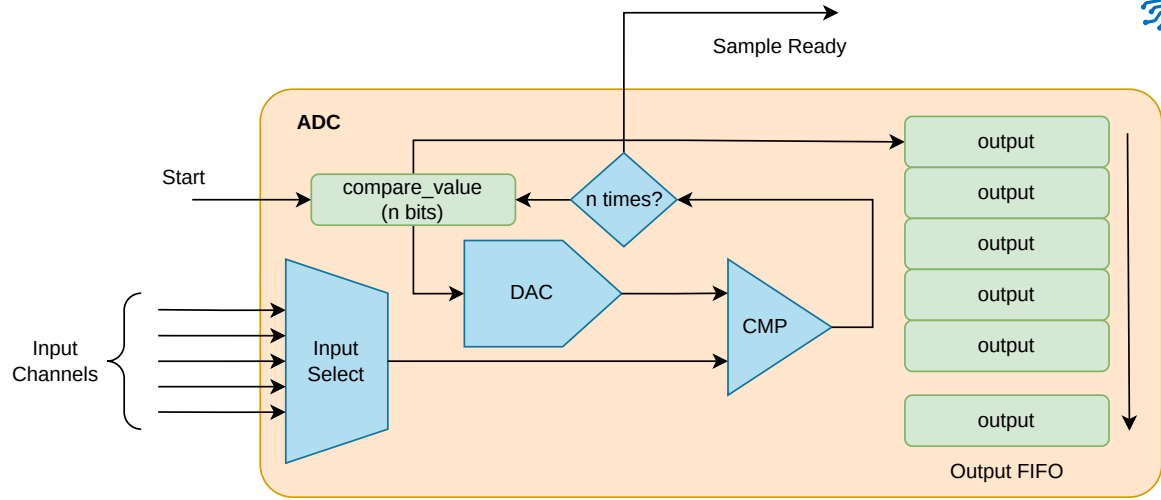 Sample Ready
ADC
output
Start
compare_value
(n bits)
n times?
output
output
DAC
output
CMP
Input
Channels
Input
Select
output
output
Output FIFO